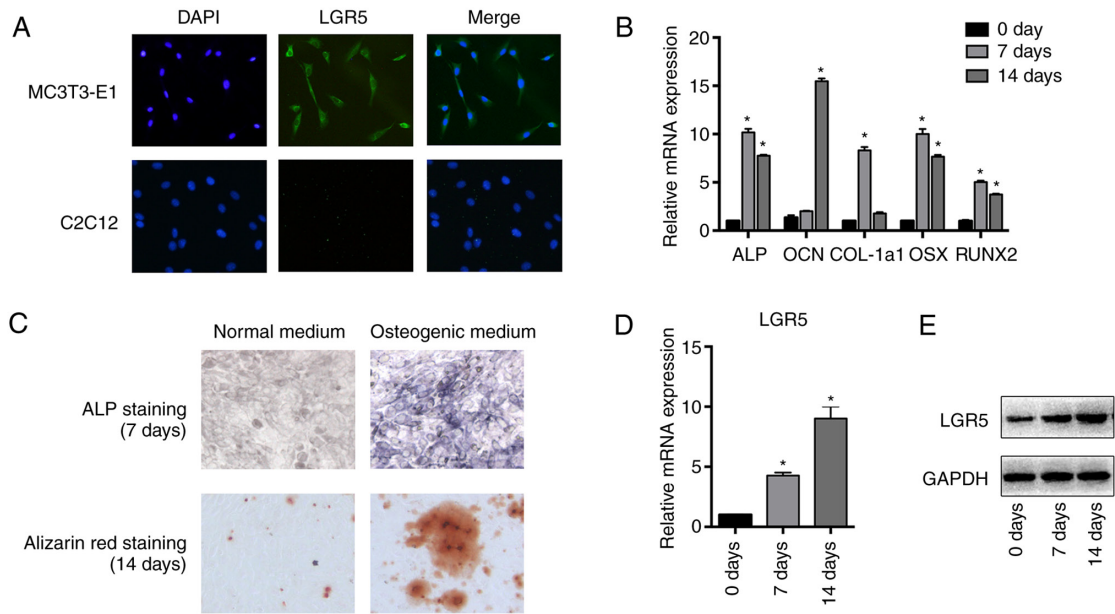 A
DAPI LGR5 Merge
MC3T3-E1
C2C12
B
0 day
7 days
14 days
Relative mRNA expression
20
15
10
5
0
* * * * * * * *
ALP OCN COL-1a1 OSX RUNX2
C
Normal medium Osteogenic medium
ALP staining
(7 days)
Alizarin red staining
(14 days)
D
LGR5
Relative mRNA expression
15
10
5
0
* *
0 days 7 days 14 days
E
LGR5
GAPDH
0 days 7 days 14 days